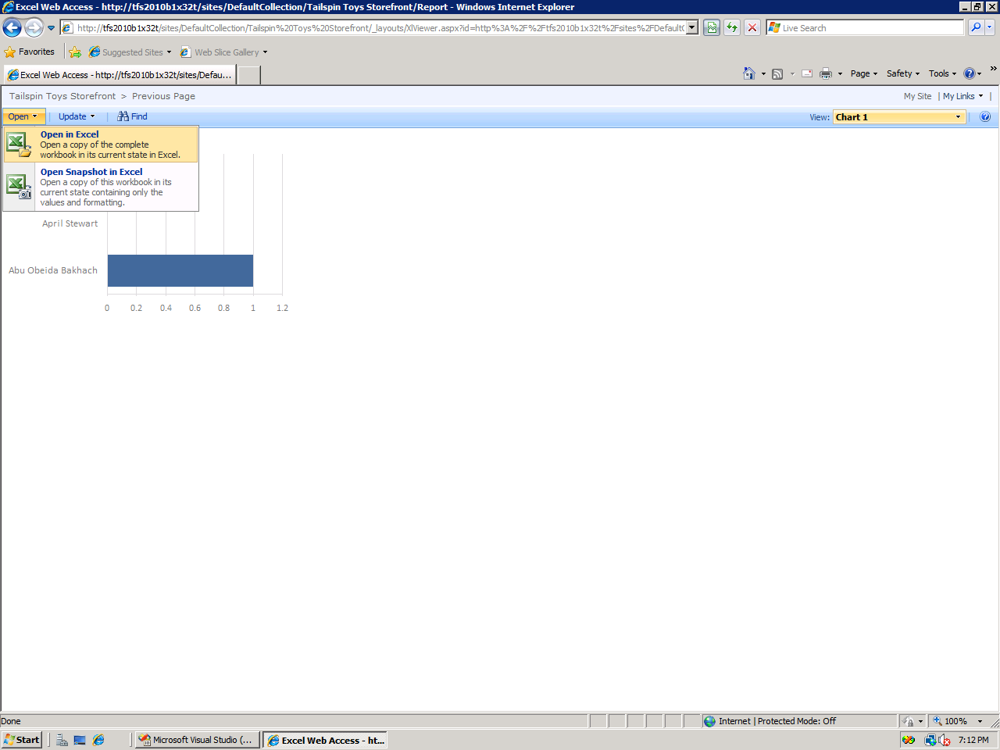 Excel Web Access - http://tfs2010b1x32t/sites/DefaultCollection/Tailspin Toys Storefront/Report - Windows Internet Explorer
http://tfs2010b1x32t/sites/DefaultCollection/Tailspin%20Toys%20Storefront/_layouts/XlViewer.aspx?id=http%3A%2F%2Ftfs2010b1x32t%2Fsites%2FDefaultC
Live Search
Favorites
Suggested Sites
Web Slice Gallery
Excel Web Access - http://tfs2010b1x32t/sites/Defau...
Page
Safety
Tools
Tailspin Toys Storefront > Previous Page
My Site | My Links |
Open
Update
Find
View: Chart 1
Open in Excel
Open a copy of the complete
workbook in its current state in Excel.
Open Snapshot in Excel
Open a copy of this workbook in its
current state containing only the
values and formatting.
April Stewart
Abu Obeida Bakhach
0 0.2 0.4 0.6 0.8 1 1.2
Done
Internet | Protected Mode: Off
100%
Start
Microsoft Visual Studio (...
Excel Web Access - ht...
7:12 PM